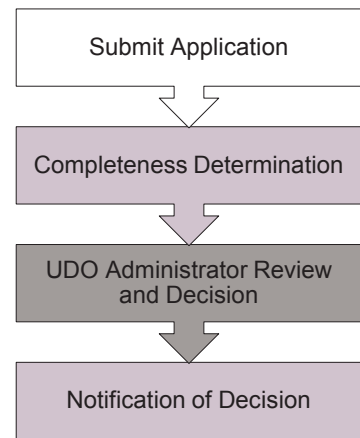 Submit Application
Completeness Determination
UDO Administrator Review
and Decision
Notification of Decision